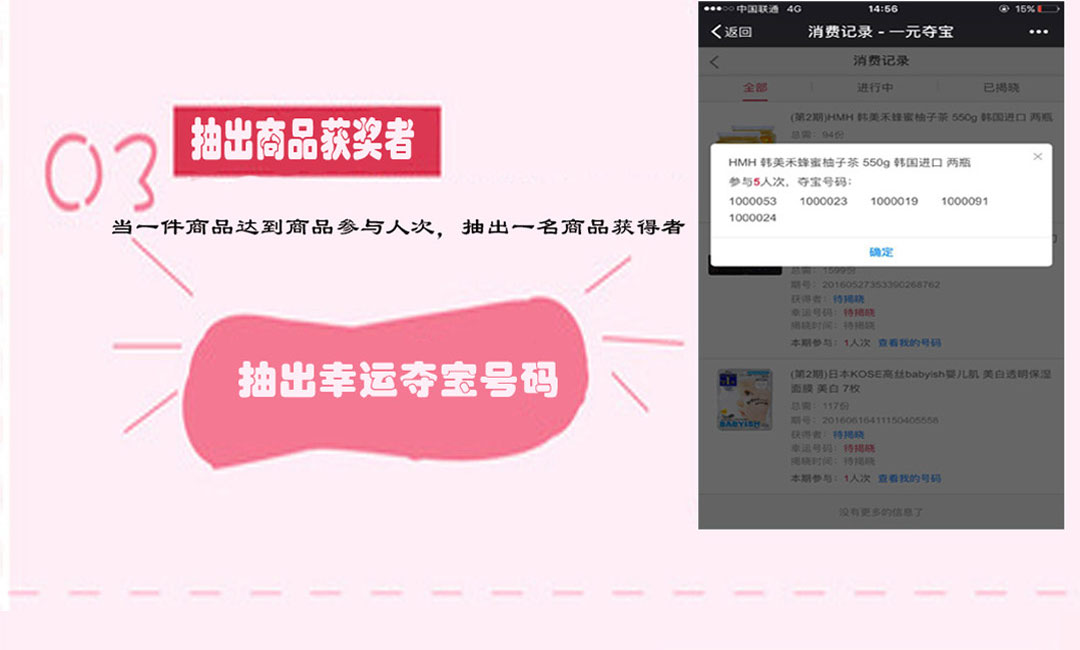 03
抽出商品获奖者
当一件商品达到商品参与人次，抽出一名商品获得者
抽出幸运夺宝号码
中国联通 4G 14:56 15%
返回 消费记录 - 一元夺宝
消费记录
全部 进行中 已揭晓
(第2期)HMH 韩美禾蜂蜜柚子茶 550g 韩国进口 两瓶
总需：94份
HMH 韩美禾蜂蜜柚子茶 550g 韩国进口 两瓶
参与5人次，夺宝号码：
1000053 1000023 1000019 1000091
1000024
确定
总需：1599份
期号：20160527353390268762
获得者：待揭晓
幸运号码：待揭晓
揭晓时间：待揭晓
本期参与：1人次 查看我的号码
(第2期)日本KOSE高丝babyish婴儿肌 美白透明保湿
面膜 美白 7枚
BABYISH
总需：117份
期号：20160616411150405556
获得者：待揭晓
幸运号码：待揭晓
揭晓时间：待揭晓
本期参与：1人次 查看我的号码
没有更多的信息了